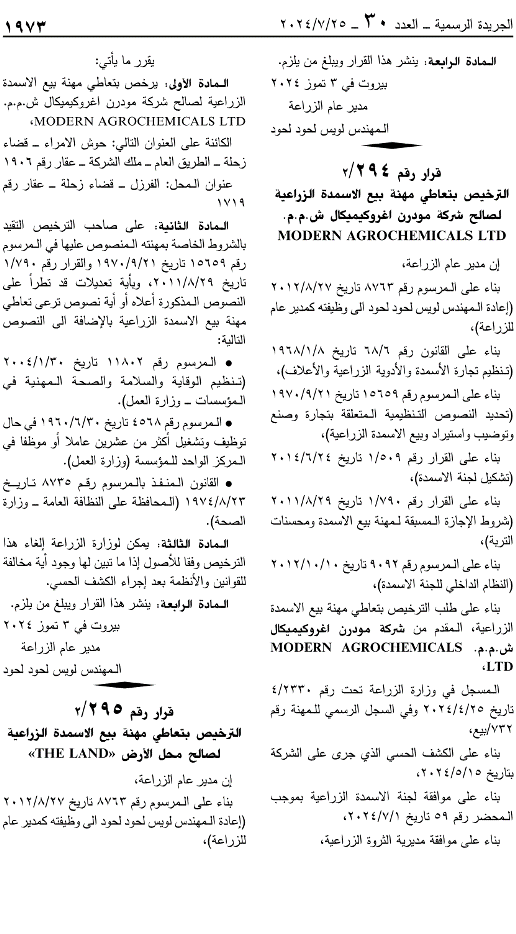 الجريدة الرسمية ــ العدد ٣٠ ــ ٢٠٢٤/٧/٢٥
١٩٧٣
المادة الرابعة: ينشر هذا القرار ويبلغ من يلزم.
بيروت في ٣ تموز ٢٠٢٤
مدير عام الزراعة
المهندس لويس لحود لحود
قرار رقم ٢/٢٩٤
الترخيص بتعاطي مهنة بيع الاسمدة الزراعية
لصالح شركة مودرن اغروكيميكال ش.م.م.
MODERN AGROCHEMICALS LTD
إن مدير عام الزراعة،
بناء على المرسوم رقم ٨٧٦٣ تاريخ ٢٠١٢/٨/٢٧
(إعادة المهندس لويس لحود لحود الى وظيفته كمدير عام
للزراعة)،
بناء على القانون رقم ٦٨/٦ تاريخ ١٩٦٨/١/٨
(تنظيم تجارة الأسمدة والأدوية الزراعية والأعلاف)،
بناء على المرسوم رقم ١٥٦٥٩ تاريخ ١٩٧٠/٩/٢١
(تحديد النصوص التنظيمية المتعلقة بتجارة وصنع
وتوضيب واستيراد وبيع الاسمدة الزراعية)،
بناء على القرار رقم ١/٥٠٩ تاريخ ٢٠١٤/٦/٢٤
(تشكيل لجنة الاسمدة)،
بناء على القرار رقم ١/٧٩٠ تاريخ ٢٠١١/٨/٢٩
(شروط الإجازة المسبقة لمهنة بيع الاسمدة ومحسنات
التربة)،
بناء على المرسوم رقم ٩٠٩٢ تاريخ ٢٠١٢/١٠/١٠
(النظام الداخلي للجنة الاسمدة)،
بناء على طلب الترخيص بتعاطي مهنة بيع الاسمدة
الزراعية، المقدم من شركة مودرن اغروكيميكال
ش.م.م. MODERN AGROCHEMICALS
LTD،
المسجل في وزارة الزراعة تحت رقم ٤/٢٣٣٠
تاريخ ٢٠٢٤/٤/٢٥ وفي السجل الرسمي للمهنة رقم
٧٣٢/بيع،
بناء على الكشف الحسي الذي جرى على الشركة
بتاريخ ٢٠٢٤/٥/١٥،
بناء على موافقة لجنة الاسمدة الزراعية بموجب
المحضر رقم ٥٩ تاريخ ٢٠٢٤/٧/١،
بناء على موافقة مديرية الثروة الزراعية،
يقرر ما يأتي:
المادة الأولى: يرخص بتعاطي مهنة بيع الاسمدة
الزراعية لصالح شركة مودرن اغروكيميكال ش.م.م.
MODERN AGROCHEMICALS LTD،
الكائنة على العنوان التالي: حوش الامراء ــ قضاء
زحلة ــ الطريق العام ــ ملك الشركة ــ عقار رقم ١٩٠٦
عنوان المحل: الفرزل ــ قضاء زحلة ــ عقار رقم
١٧١٩
المادة الثانية: على صاحب الترخيص التقيد
بالشروط الخاصة بمهنته المنصوص عليها في المرسوم
رقم ١٥٦٥٩ تاريخ ١٩٧٠/٩/٢١ والقرار رقم ١/٧٩٠
تاريخ ٢٠١١/٨/٢٩، وبأية تعديلات قد تطرأ على
النصوص المذكورة أعلاه أو أية نصوص ترعى تعاطي
مهنة بيع الاسمدة الزراعية بالإضافة الى النصوص
التالية:
• المرسوم رقم ١١٨٠٢ تاريخ ٢٠٠٤/١/٣٠
(تنظيم الوقاية والسلامة والصحة المهنية في
المؤسسات ــ وزارة العمل).
• المرسوم رقم ٤٥٦٨ تاريخ ١٩٦٠/٦/٣٠ في حال
توظيف وتشغيل أكثر من عشرين عاملا أو موظفا في
المركز الواحد للمؤسسة (وزارة العمل).
• القانون المنفذ بالمرسوم رقم ٨٧٣٥ تاريخ
١٩٧٤/٨/٢٣ (المحافظة على النظافة العامة ــ وزارة
الصحة).
المادة الثالثة: يمكن لوزارة الزراعة إلغاء هذا
الترخيص وفقا للأصول إذا ما تبين لها وجود أية مخالفة
للقوانين والأنظمة بعد إجراء الكشف الحسي.
المادة الرابعة: ينشر هذا القرار ويبلغ من يلزم.
بيروت في ٣ تموز ٢٠٢٤
مدير عام الزراعة
المهندس لويس لحود لحود
قرار رقم ٢/٢٩٥
الترخيص بتعاطي مهنة بيع الاسمدة الزراعية
لصالح محل الأرض «THE LAND»
إن مدير عام الزراعة،
بناء على المرسوم رقم ٨٧٦٣ تاريخ ٢٠١٢/٨/٢٧
(إعادة المهندس لويس لحود لحود الى وظيفته كمدير عام
للزراعة)،